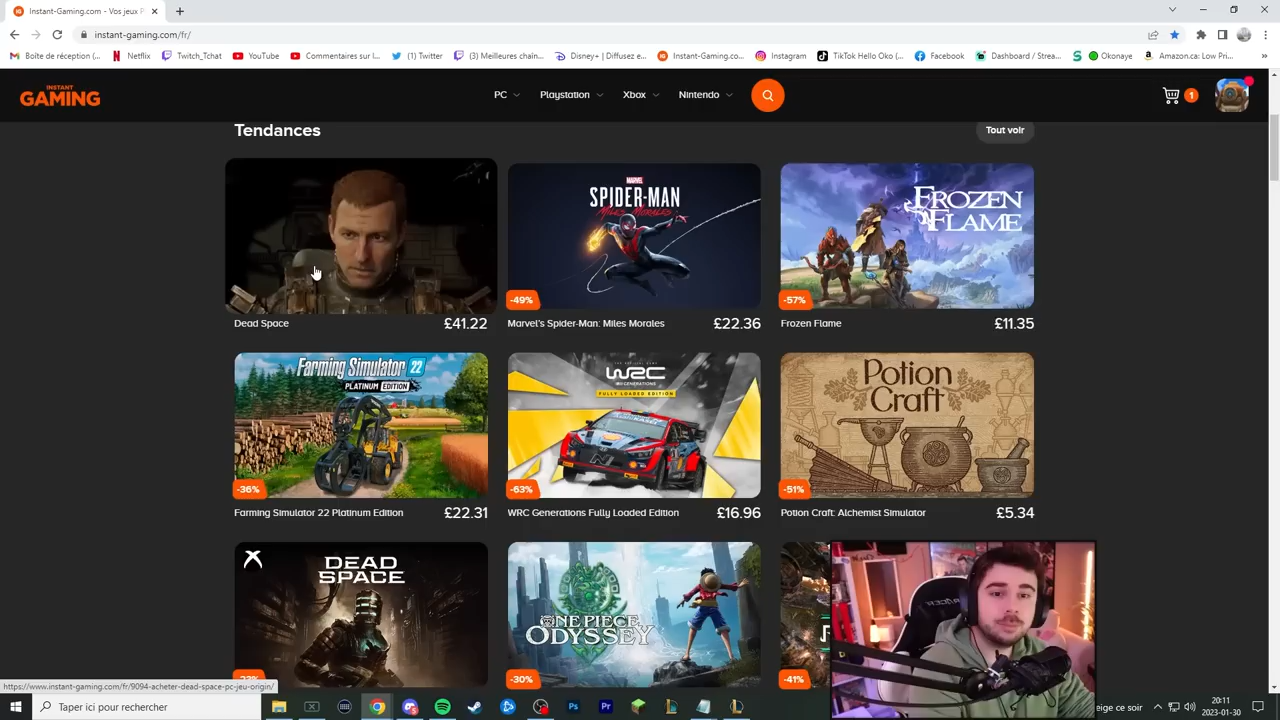 Instant-Gaming.com - Vos jeux P
instant-gaming.com/fr/
Boîte de réception (...
Netflix
Twitch_Tchat
YouTube
Commentaires sur l...
(1) Twitter
(3) Meilleures chaîn...
Disney+ | Diffusez e...
Instant-Gaming.co...
Instagram
TikTok Hello Oko (...
Facebook
Dashboard / Strea...
Okonaye
Amazon.ca: Low Pri...
INSTANT
GAMING
PC
Playstation
Xbox
Nintendo
1
Tendances
Tout voir
MARVEL
SPIDER-MAN
Miles Morales
FROZEN
FLAME
-49%
-57%
Dead Space
£41.22
Marvel's Spider-Man: Miles Morales
£22.36
Frozen Flame
£11.35
Farming Simulator 22
PLATINUM EDITION
WRC
GENERATIONS
FULLY LOADED EDITION
Potion
Craft
-36%
-63%
-51%
Farming Simulator 22 Platinum Edition
£22.31
WRC Generations Fully Loaded Edition
£16.96
Potion Craft: Alchemist Simulator
£5.34
DEAD
SPACE
ONE PIECE
ODYSSEY
-30%
-41%
https://www.instant-gaming.com/fr/9094-acheter-dead-space-pc-jeu-origin/
Taper ici pour rechercher
eige ce soir
20:11
2023-01-30